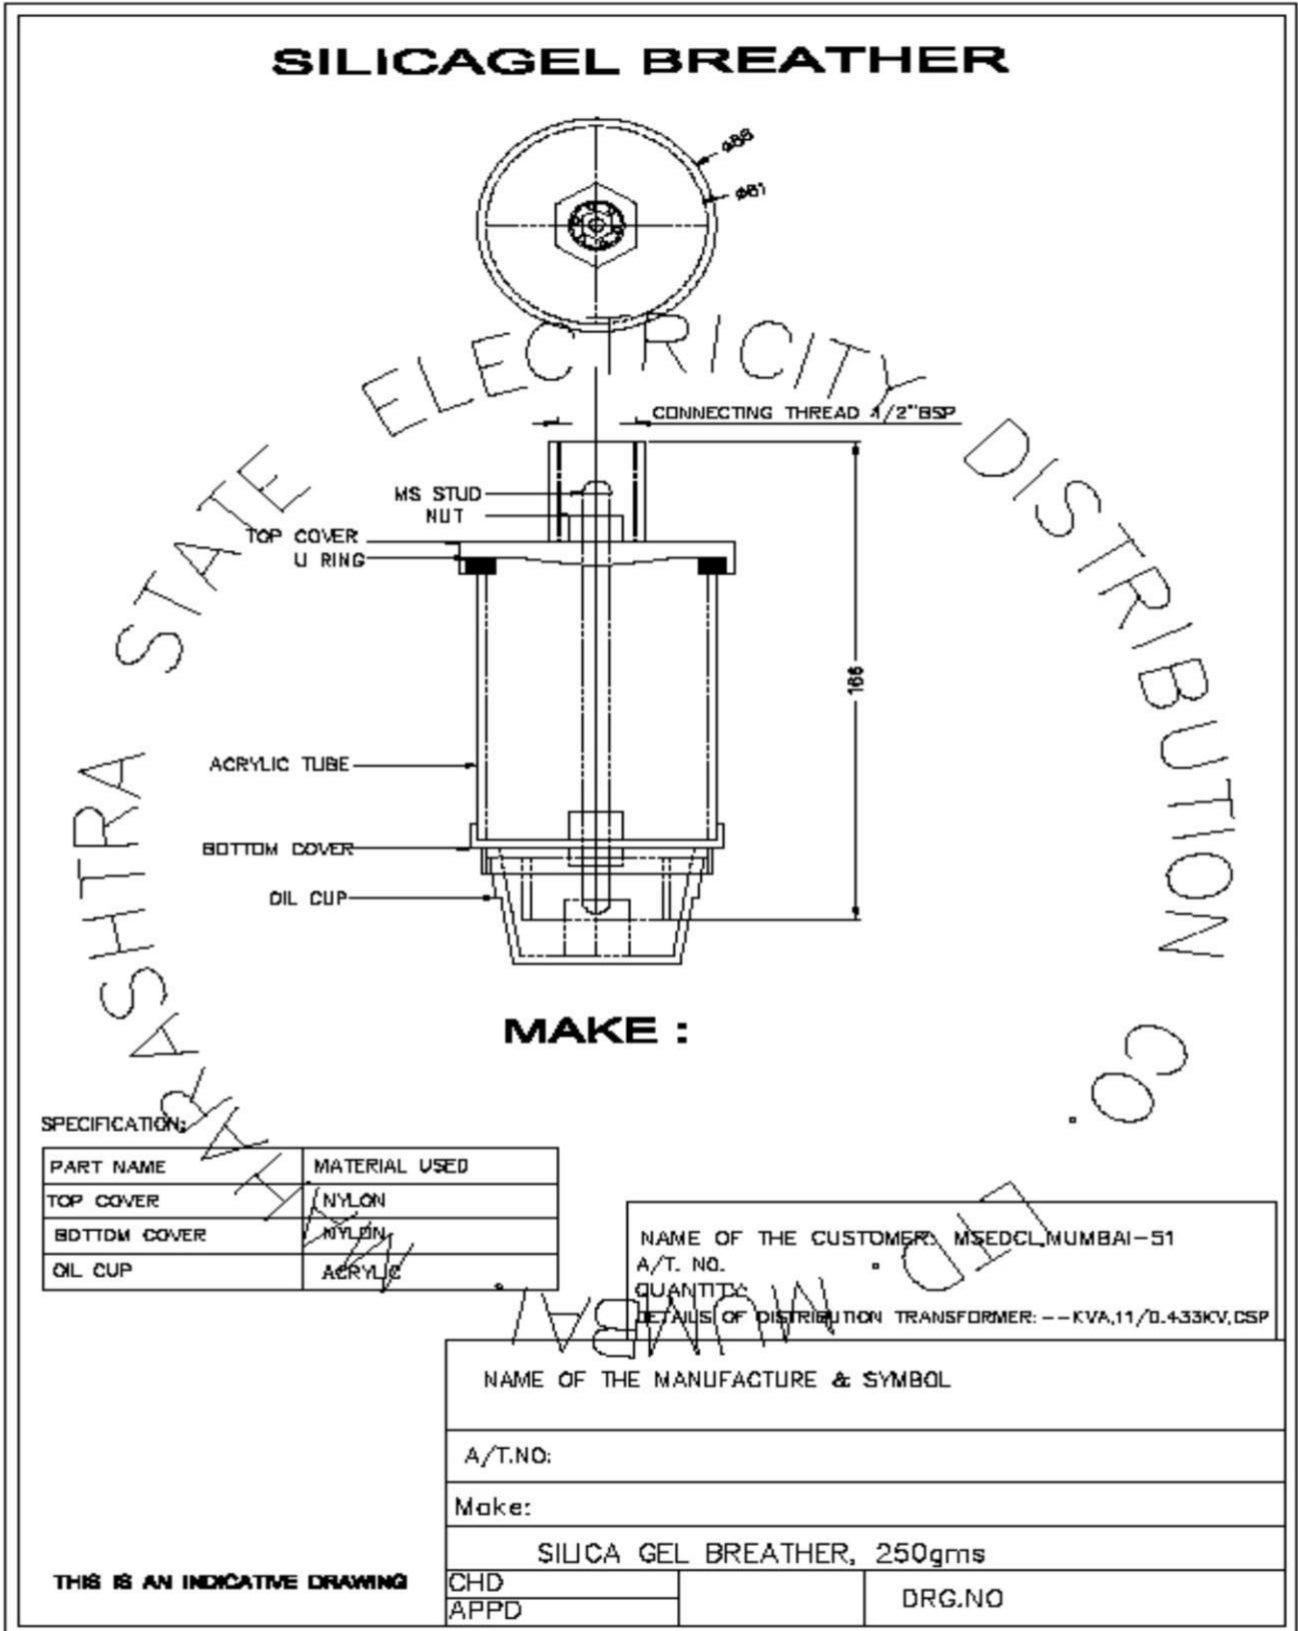 SILICAGEL BREATHER
ø61
CONNECTING THREAD 1/2"BSP
MS STUD
NUT
TOP COVER
U RING
ACRYLIC TUBE
BOTTOM COVER
OIL CUP
MAHARASHTRA STATE ELECTRICITY DISTRIBUTION CO. LTD. MUMBAI.
MAKE :
SPECIFICATION:
PART NAME MATERIAL USED
TOP COVER NYLON
BOTTOM COVER NYLON
OIL CUP ACRYLIC
NAME OF THE CUSTOMER: MSEDCL,MUMBAI-51
A/T. NO.
QUANTITY:
DETAILS OF DISTRIBUTION TRANSFORMER: --KVA,11/0.433KV,CSP
NAME OF THE MANUFACTURE & SYMBOL
A/T.NO:
Make:
SILICA GEL BREATHER, 250gms
THIS IS AN INDICATIVE DRAWING
CHD
APPD
DRG.NO